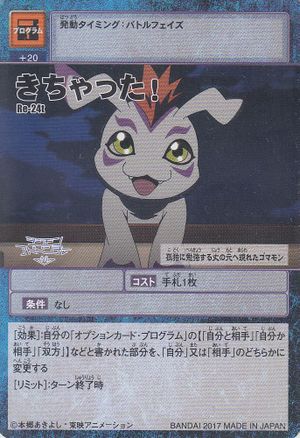 プログラム
発動タイミング：バトルフェイズ
+20
きちゃった！
Re-24t
孤独に勉強する丈の元へ現れたゴマモン
コスト 手札1枚
条件 なし
[効果]：自分の「オプションカード・プログラム」の【「自分と相手」「自分か
相手」「双方」】などと書かれた部分を、「自分」又は「相手」のどちらかに
変更する
[リミット]：ターン終了時
©本郷あきよし・東映アニメーション
BANDAI 2017 MADE IN JAPAN